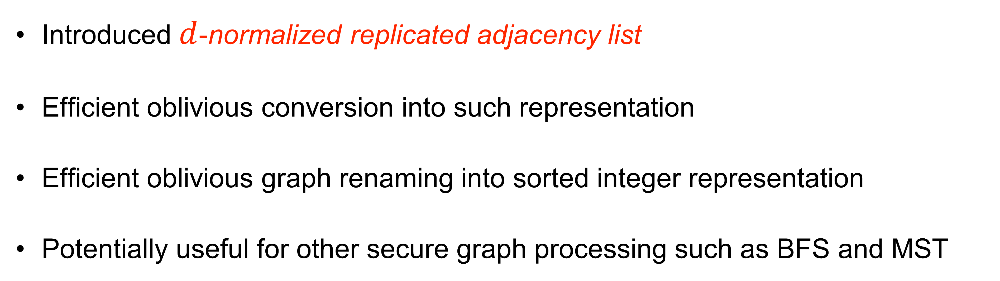 • Introduced d-normalized replicated adjacency list
• Efficient oblivious conversion into such representation
• Efficient oblivious graph renaming into sorted integer representation
• Potentially useful for other secure graph processing such as BFS and MST